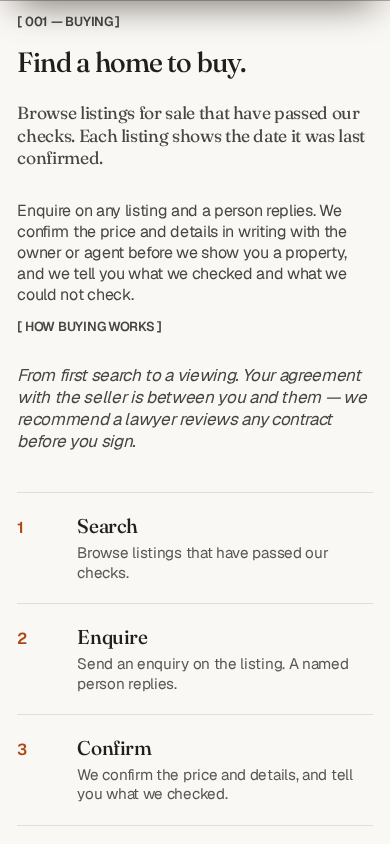 [ 001 — BUYING ]
Find a home to buy.
Browse listings for sale that have passed our
checks. Each listing shows the date it was last
confirmed.
Enquire on any listing and a person replies. We
confirm the price and details in writing with the
owner or agent before we show you a property,
and we tell you what we checked and what we
could not check.
[ HOW BUYING WORKS ]
From first search to a viewing. Your agreement
with the seller is between you and them — we
recommend a lawyer reviews any contract
before you sign.
1 Search
Browse listings that have passed our
checks.
2 Enquire
Send an enquiry on the listing. A named
person replies.
3 Confirm
We confirm the price and details, and tell
you what we checked.